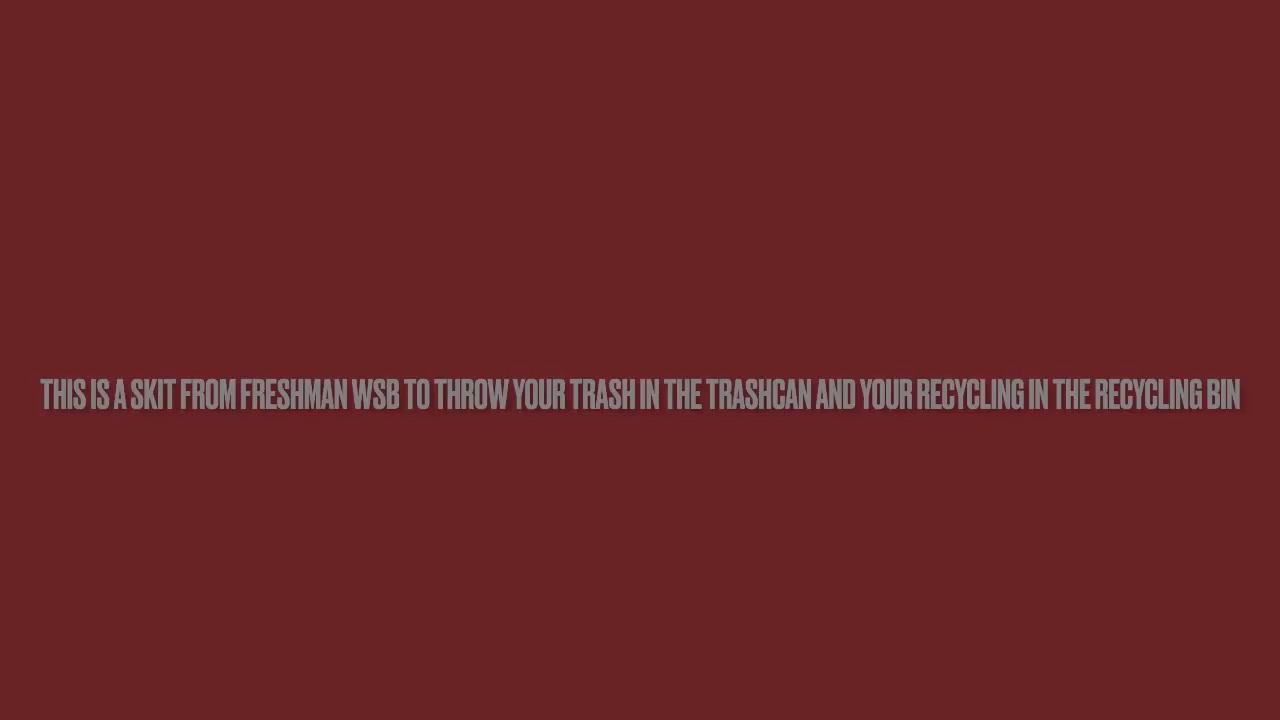 THIS IS A SKIT FROM FRESHMAN WSB TO THROW YOUR TRASH IN THE TRASHCAN AND YOUR RECYCLING IN THE RECYCLING BIN